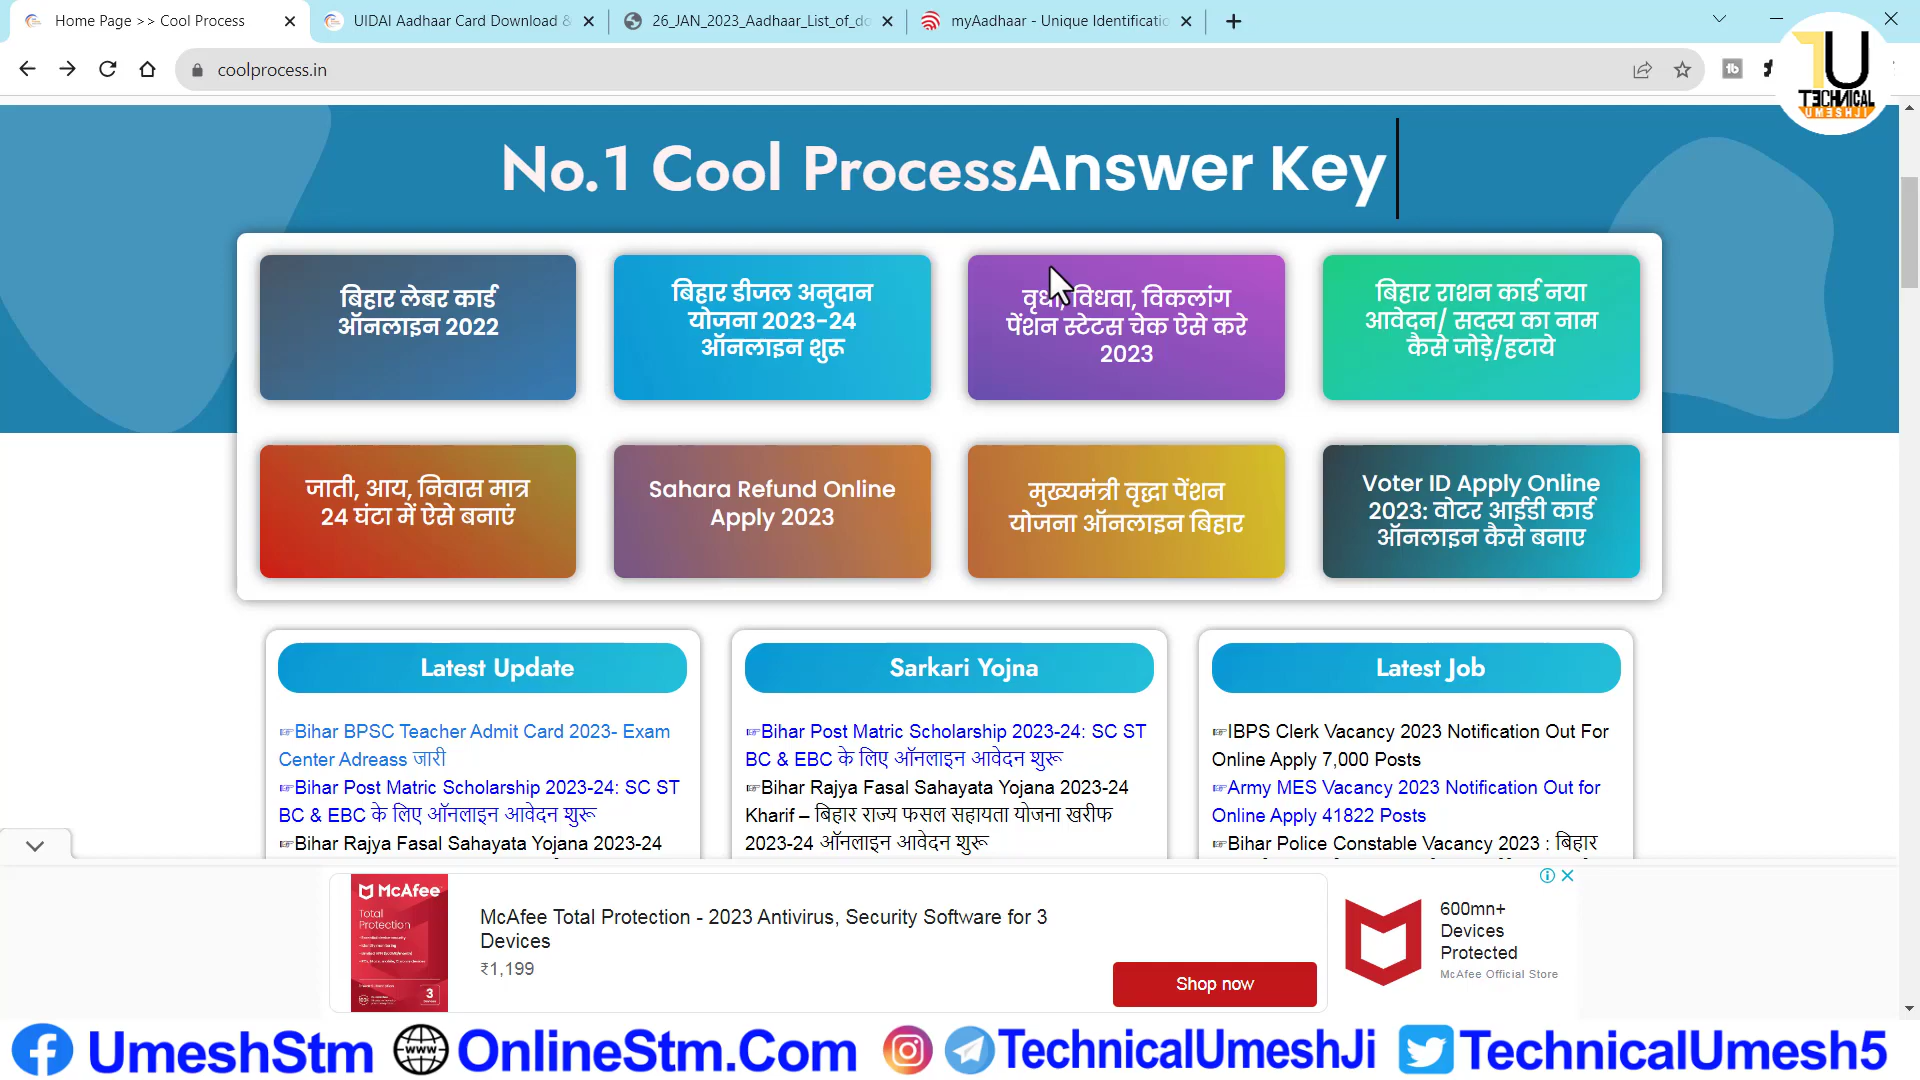 Home Page >> Cool Process
UIDAI Aadhaar Card Download &
26_JAN_2023_Aadhaar_List_of_do
myAadhaar - Unique Identificatio
coolprocess.in
TU
TECHNICAL
UMESHJI
No.1 Cool ProcessAnswer Key
बिहार लेबर कार्ड
ऑनलाइन 2022
बिहार डीजल अनुदान
योजना 2023-24
ऑनलाइन शुरू
वृधा, विधवा, विकलांग
पेंशन स्टेटस चेक ऐसे करे
2023
बिहार राशन कार्ड नया
आवेदन/ सदस्य का नाम
कैसे जोड़े/हटाये
जाती, आय, निवास मात्र
24 घंटा में ऐसे बनाएं
Sahara Refund Online
Apply 2023
मुख्यमंत्री वृद्धा पेंशन
योजना ऑनलाइन बिहार
Voter ID Apply Online
2023: वोटर आईडी कार्ड
ऑनलाइन कैसे बनाए
Latest Update
☞Bihar BPSC Teacher Admit Card 2023- Exam
Center Adreass जारी
☞Bihar Post Matric Scholarship 2023-24: SC ST
BC & EBC के लिए ऑनलाइन आवेदन शुरू
☞Bihar Rajya Fasal Sahayata Yojana 2023-24
Sarkari Yojna
☞Bihar Post Matric Scholarship 2023-24: SC ST
BC & EBC के लिए ऑनलाइन आवेदन शुरू
☞Bihar Rajya Fasal Sahayata Yojana 2023-24
Kharif – बिहार राज्य फसल सहायता योजना खरीफ
2023-24 ऑनलाइन आवेदन शुरू
Latest Job
☞IBPS Clerk Vacancy 2023 Notification Out For
Online Apply 7,000 Posts
☞Army MES Vacancy 2023 Notification Out for
Online Apply 41822 Posts
☞Bihar Police Constable Vacancy 2023 : बिहार
McAfee
Total
Protection
3
McAfee Total Protection - 2023 Antivirus, Security Software for 3
Devices
₹1,199
Shop now
600mn+
Devices
Protected
McAfee Official Store
UmeshStm
www
OnlineStm.Com
TechnicalUmeshJi
TechnicalUmesh5